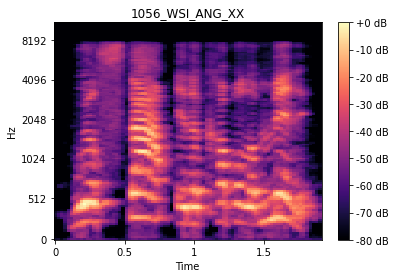 1056_WSI_ANG_XX
+0 dB
8192
-10 dB
-20 dB
4096
-30 dB
Hz
2048
-40 dB
1024
-50 dB
-60 dB
512
-70 dB
0
-80 dB
0
0.5
1
1.5
Time